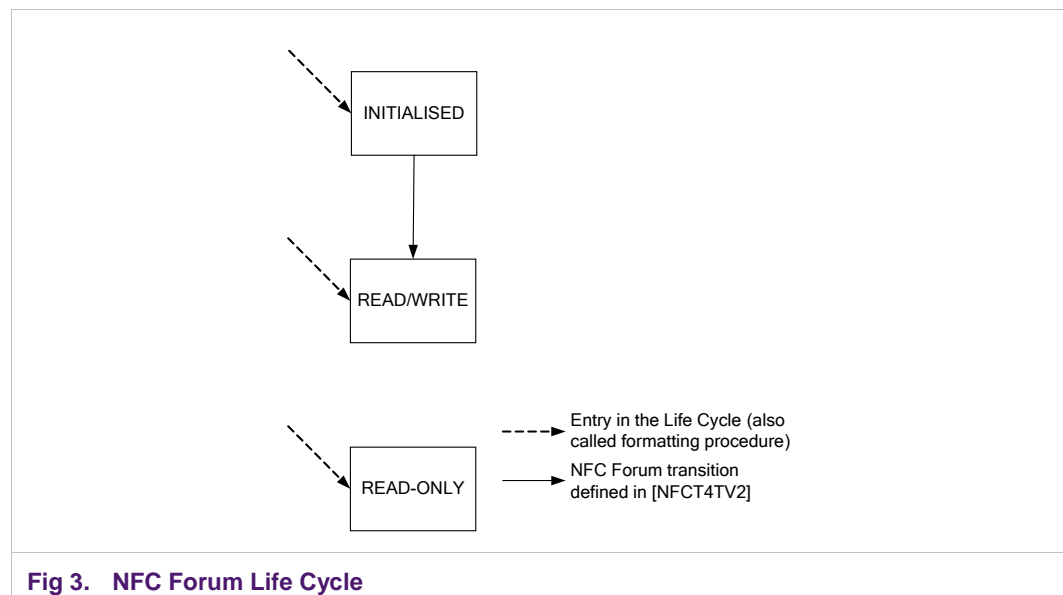 INITIALISED
READ/WRITE
READ-ONLY
Entry in the Life Cycle (also
called formatting procedure)
NFC Forum transition
defined in [NFCT4TV2]
Fig 3. NFC Forum Life Cycle